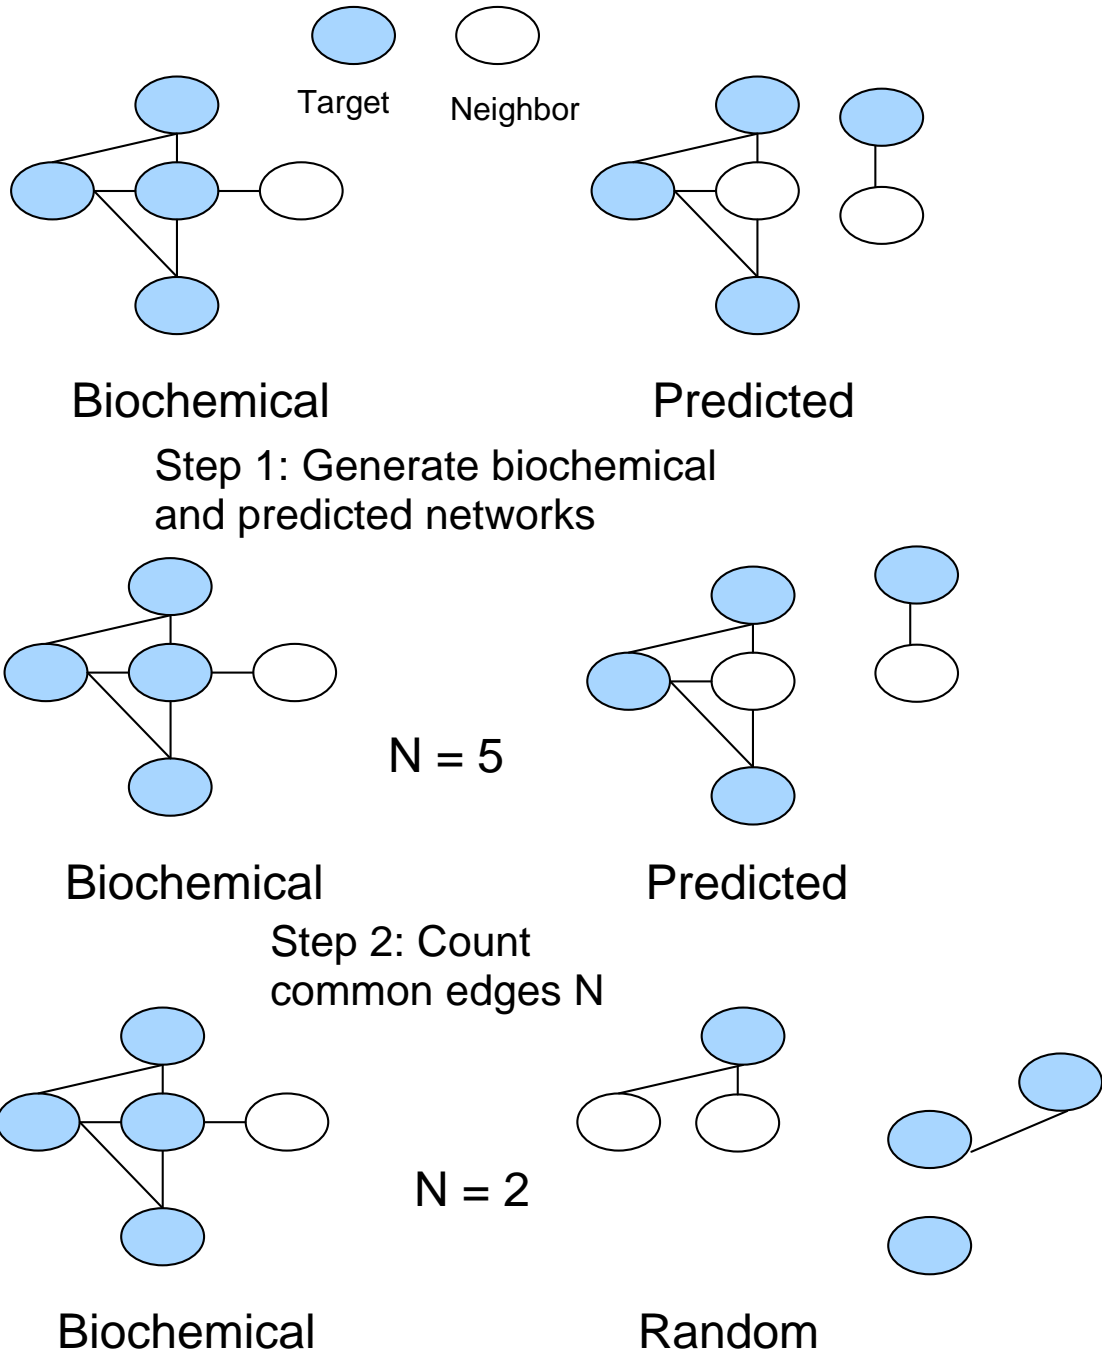 Target
Neighbor
Biochemical
Predicted
Step 1: Generate biochemical
and predicted networks
N = 5
Biochemical
Predicted
Step 2: Count
common edges N
N = 2
Biochemical
Random